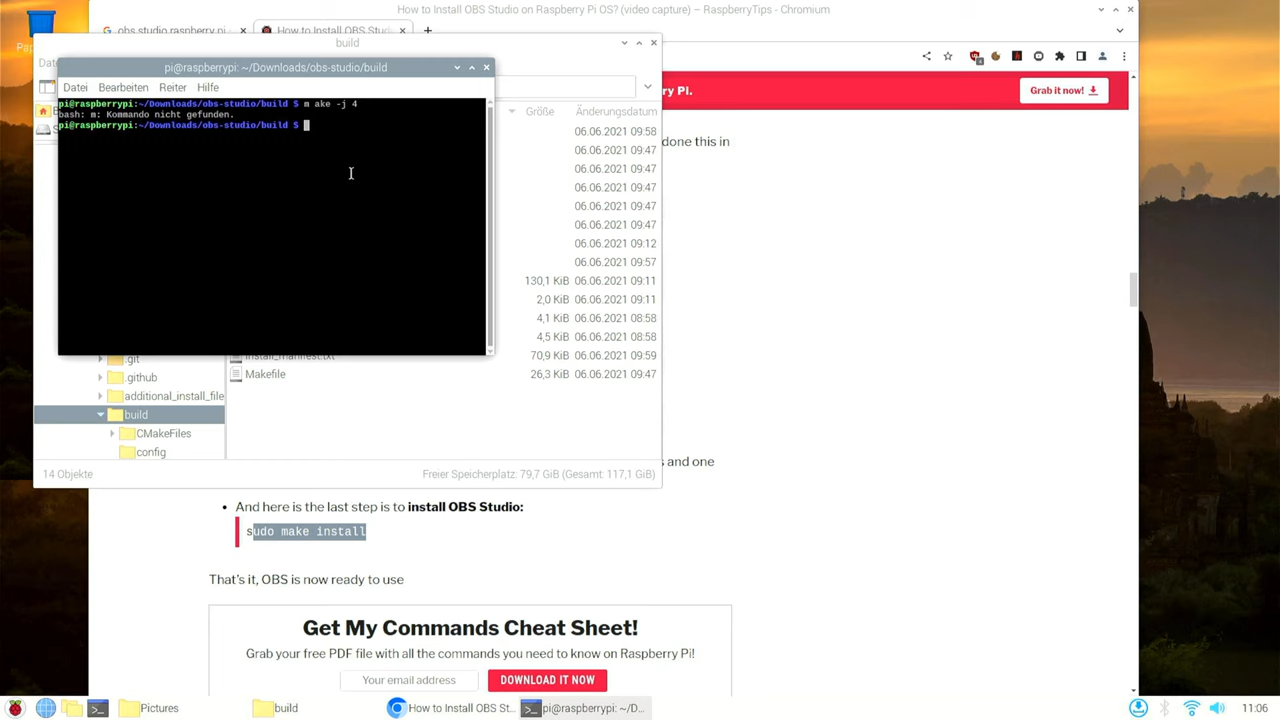 How to Install OBS Studio on Raspberry Pi OS? (video capture) – RaspberryTips - Chromium
obs studio raspberry pi
How to Install OBS Stud
build
pi@raspberrypi: ~/Downloads/obs-studio/build
Datei Bearbeiten Reiter Hilfe
pi@raspberrypi:~/Downloads/obs-studio/build $ m ake -j 4
bash: m: Kommando nicht gefunden.
pi@raspberrypi:~/Downloads/obs-studio/build $
Pi.
Grab it now!
Größe Änderungsdatum
06.06.2021 09:58
06.06.2021 09:47
06.06.2021 09:47
06.06.2021 09:47
06.06.2021 09:47
06.06.2021 09:47
06.06.2021 09:12
06.06.2021 09:57
130,1 KiB 06.06.2021 09:11
2,0 KiB 06.06.2021 09:11
4,1 KiB 06.06.2021 08:58
4,5 KiB 06.06.2021 08:58
install_manifest.txt 70,9 KiB 06.06.2021 09:59
Makefile 26,3 KiB 06.06.2021 09:47
.git
.github
additional_install_file
build
CMakeFiles
config
14 Objekte
Freier Speicherplatz: 79,7 GiB (Gesamt: 117,1 GiB)
done this in
and one
And here is the last step is to install OBS Studio:
sudo make install
That's it, OBS is now ready to use
Get My Commands Cheat Sheet!
Grab your free PDF file with all the commands you need to know on Raspberry Pi!
Email address
DOWNLOAD IT NOW
Pictures
build
How to Install OBS St...
pi@raspberrypi: ~/D...
11:06